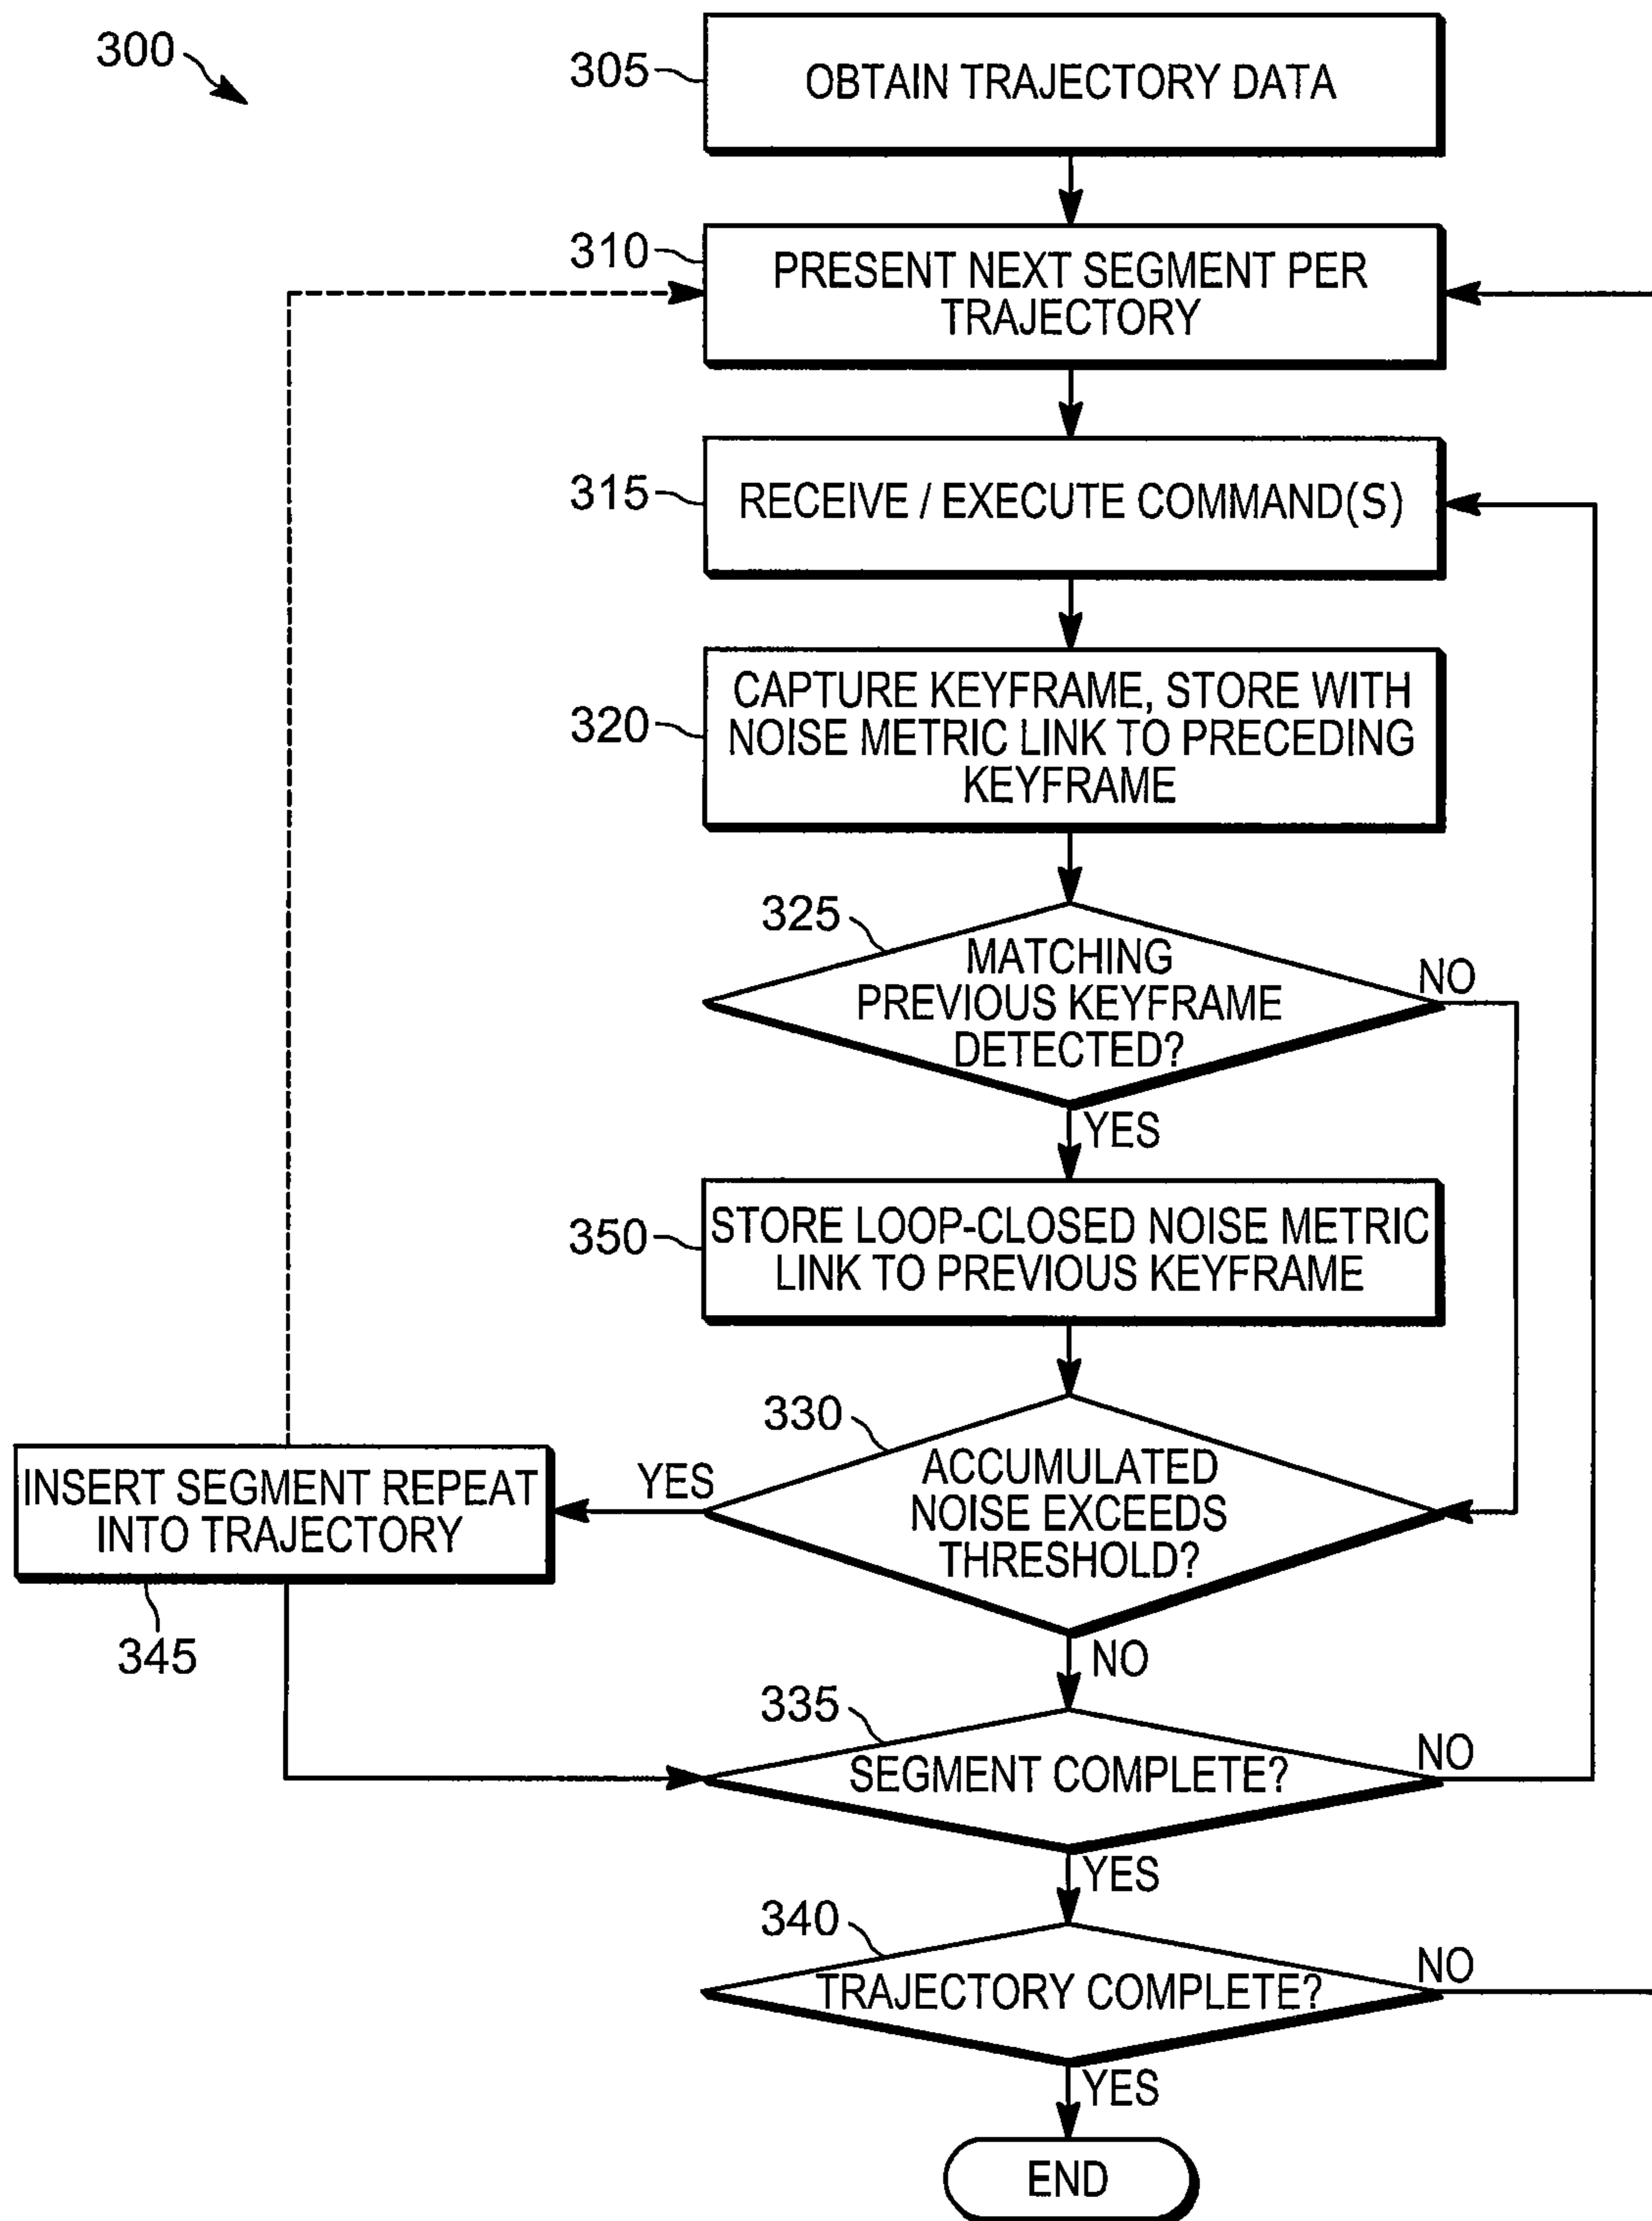 300
305
OBTAIN TRAJECTORY DATA
310
PRESENT NEXT SEGMENT PER
TRAJECTORY
315
RECEIVE / EXECUTE COMMAND(S)
320
CAPTURE KEYFRAME, STORE WITH
NOISE METRIC LINK TO PRECEDING
KEYFRAME
325
MATCHING
PREVIOUS KEYFRAME
DETECTED?
NO
YES
350
STORE LOOP-CLOSED NOISE METRIC
LINK TO PREVIOUS KEYFRAME
330
ACCUMULATED
NOISE EXCEEDS
THRESHOLD?
YES
INSERT SEGMENT REPEAT
INTO TRAJECTORY
345
NO
335
SEGMENT COMPLETE?
NO
YES
340
TRAJECTORY COMPLETE?
NO
YES
END